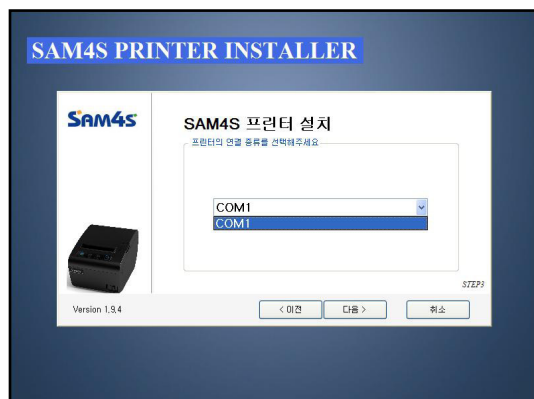 SAM4S PRINTER INSTALLER
SAM4S
SAM4S 프린터 설치
프린터의 연결 종류를 선택해주세요
COM1
COM1
STEP3
Version 1,9,4
< 이전
다음 >
취소